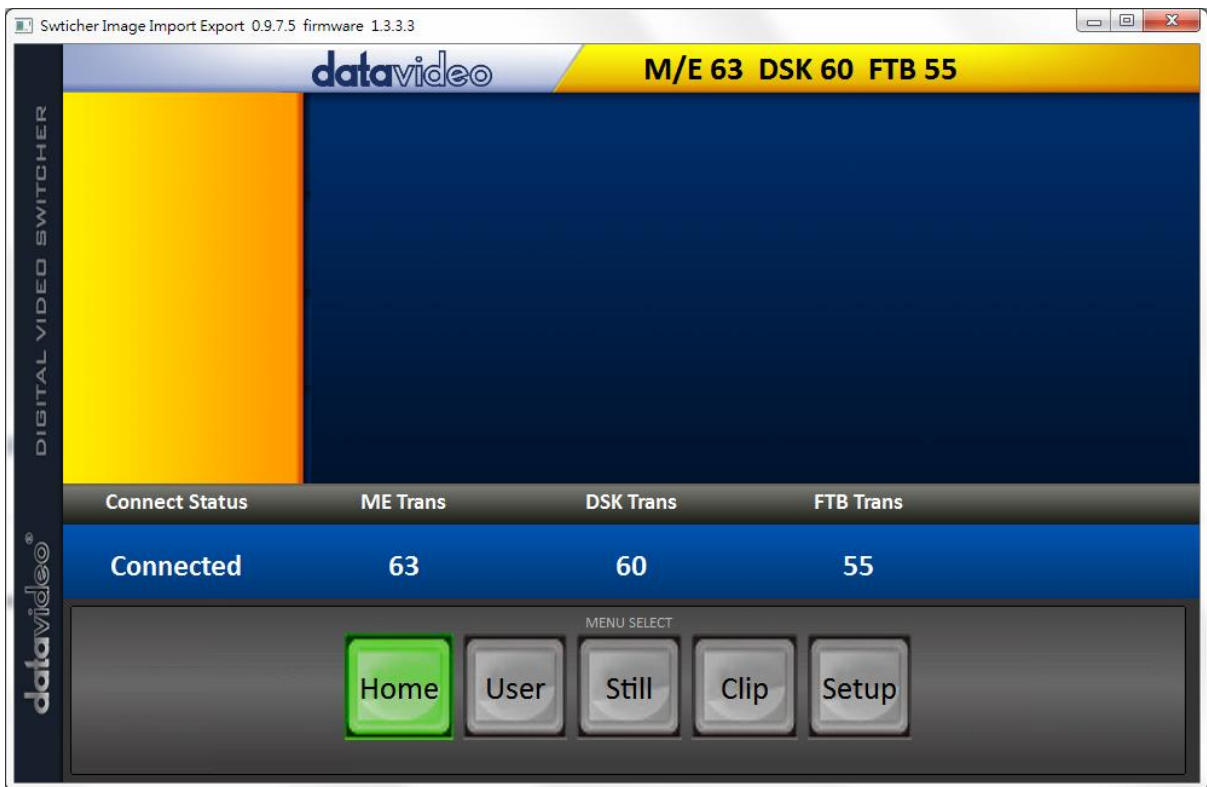 Swticher Image Import Export 0.9.7.5 firmware 1.3.3.3
datavideo
M/E 63 DSK 60 FTB 55
DIGITAL VIDEO SWITCHER
datavideo®
Connect Status ME Trans DSK Trans FTB Trans
Connected 63 60 55
MENU SELECT
Home User Still Clip Setup